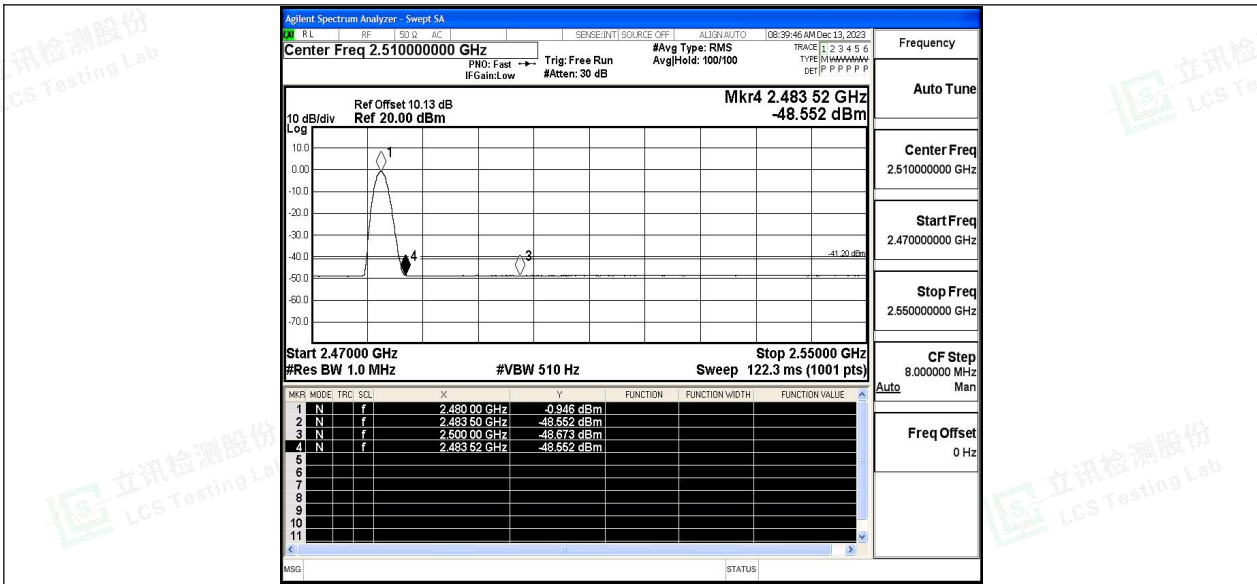 立讯检测股份
LCS Testing Lab
立讯检测股份
LCS Testing Lab
Agilent Spectrum Analyzer - Swept SA
LXI RL RF 50 Ω AC SENSE:INT SOURCE OFF ALIGN AUTO 08:39:46 AM Dec 13, 2023
Center Freq 2.510000000 GHz
PNO: Fast
IFGain:Low
Trig: Free Run
#Atten: 30 dB
#Avg Type: RMS
Avg|Hold: 100/100
TRACE 1 2 3 4 5 6
TYPE M WWWWW
DET P P P P P P
Mkr4 2.483 52 GHz
-48.552 dBm
Ref Offset 10.13 dB
10 dB/div Ref 20.00 dBm
Log
10.0
0.00
-10.0
-20.0
-30.0
-40.0
-50.0
-60.0
-70.0
1
4
3
-41.20 dBm
Start 2.47000 GHz Stop 2.55000 GHz
#Res BW 1.0 MHz #VBW 510 Hz Sweep 122.3 ms (1001 pts)
MKR MODE TRC SCL X Y FUNCTION FUNCTION WIDTH FUNCTION VALUE
1 N f 2.480 00 GHz -0.946 dBm
2 N f 2.483 50 GHz -48.552 dBm
3 N f 2.500 00 GHz -48.673 dBm
4 N f 2.483 52 GHz -48.552 dBm
5
6
7
8
9
10
11
MSG STATUS
Frequency
Auto Tune
Center Freq
2.510000000 GHz
Start Freq
2.470000000 GHz
Stop Freq
2.550000000 GHz
CF Step
8.000000 MHz
Auto Man
Freq Offset
0 Hz
立讯检
LCS Te
立讯检测股份
LCS Testing Lab